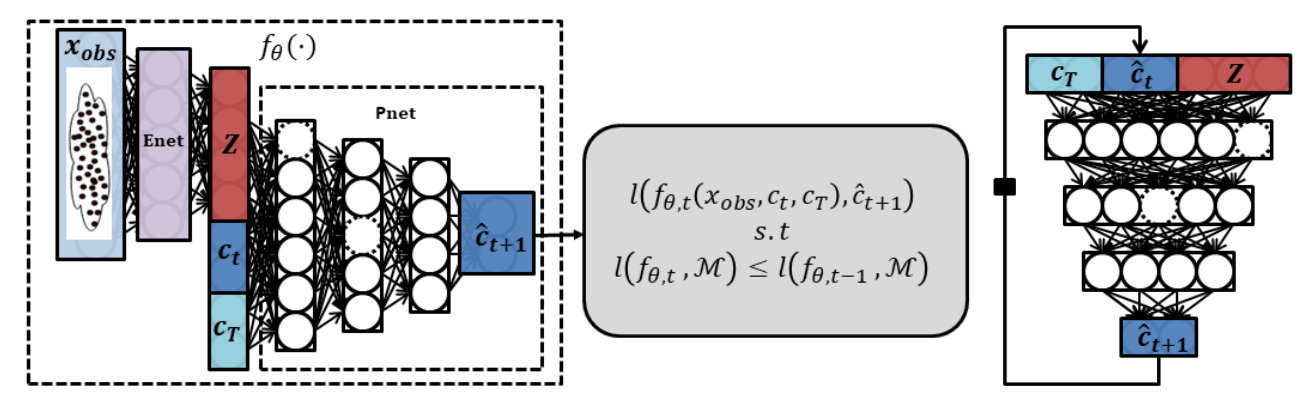 x_obs
f_θ(·)
Enet
Z
c_t
c_T
Pnet
ĉ_{t+1}
l(f_{θ,t}(x_obs, c_t, c_T), ĉ_{t+1})
s.t
l(f_{θ,t}, ℳ) ≤ l(f_{θ,t−1}, ℳ)
c_T ĉ_t Z
ĉ_{t+1}